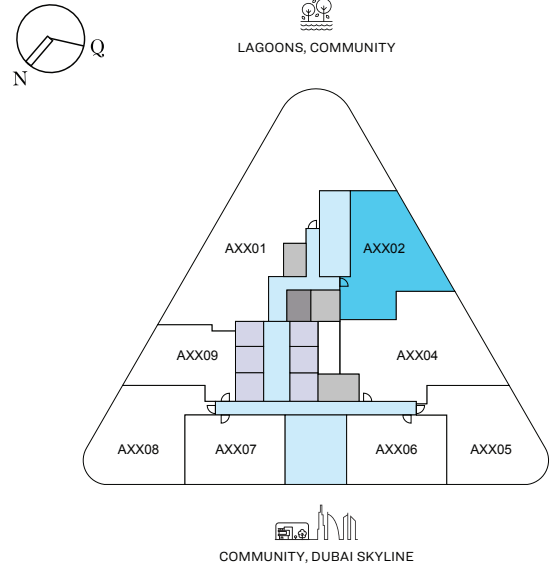 Q
N
LAGOONS, COMMUNITY
AXX01
AXX02
AXX09
AXX04
AXX08
AXX07
AXX06
AXX05
COMMUNITY, DUBAI SKYLINE